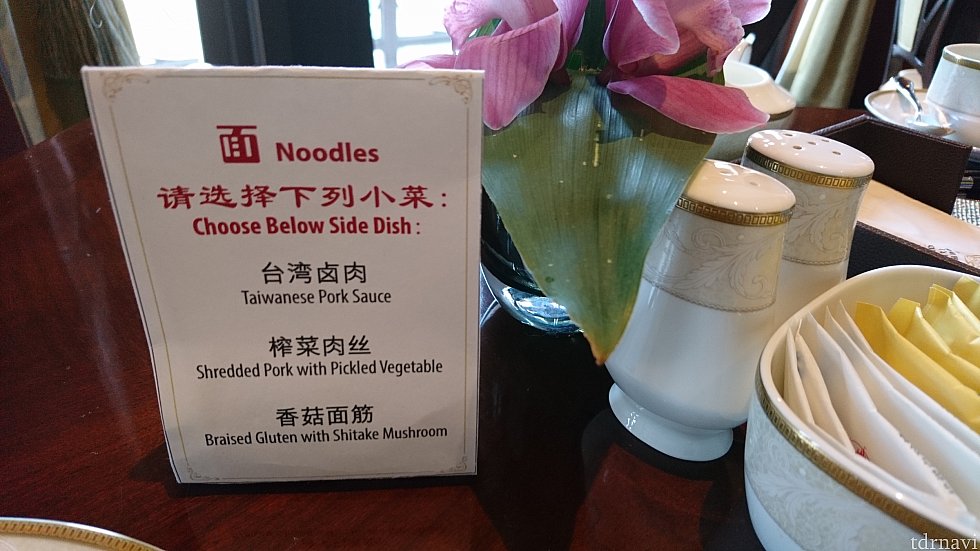 面 Noodles
请选择下列小菜：
Choose Below Side Dish :
台湾卤肉
Taiwanese Pork Sauce
榨菜肉丝
Shredded Pork with Pickled Vegetable
香菇面筋
Braised Gluten with Shitake Mushroom
tdrnavi